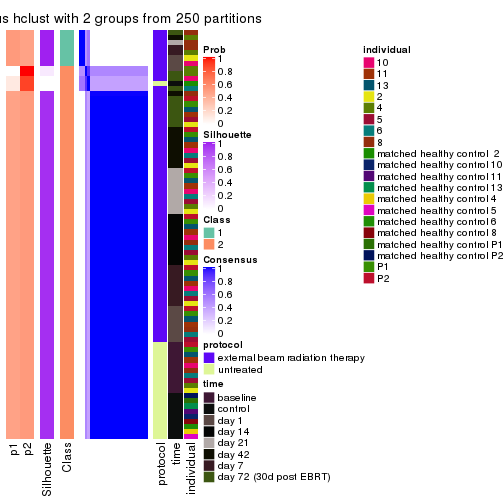 us hclust with 2 groups from 250 partitions
Prob
1
0.8
0.6
0.4
0.2
0
Silhouette
1
0.8
0.6
0.4
0.2
0
Class
1
2
Consensus
1
0.8
0.6
0.4
0.2
0
protocol
external beam radiation therapy
untreated
time
baseline
control
day 1
day 14
day 21
day 42
day 7
day 72 (30d post EBRT)
individual
10
11
13
2
4
5
6
8
matched healthy control 2
matched healthy control 10
matched healthy control 11
matched healthy control 13
matched healthy control 4
matched healthy control 5
matched healthy control 6
matched healthy control 8
matched healthy control P1
matched healthy control P2
P1
P2
p1
p2
Silhouette
Class
protocol
time
individual